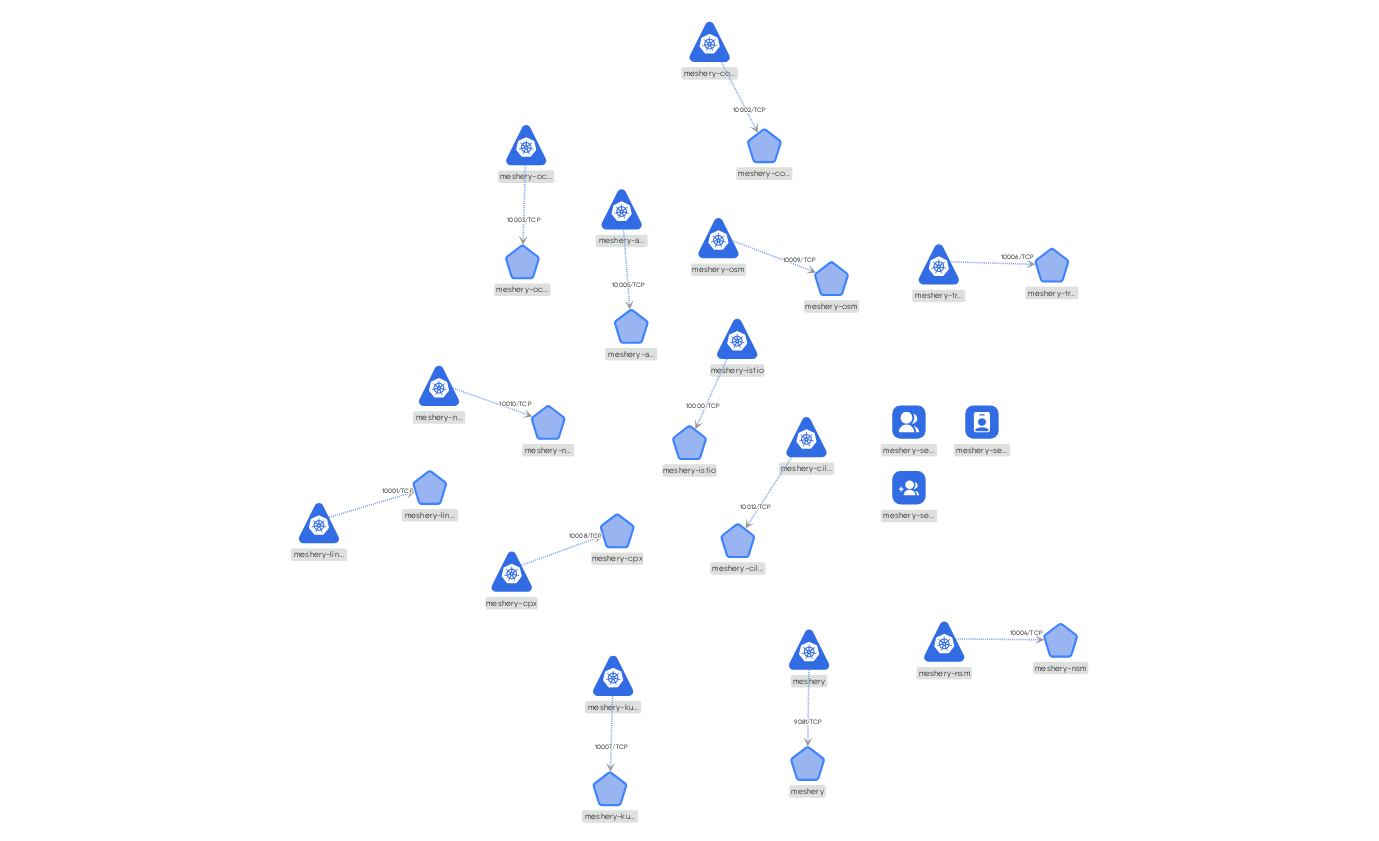 meshery-co...
10002/TCP
meshery-co...
meshery-oc...
10003/TCP
meshery-oc...
meshery-a...
10005/TCP
meshery-a...
meshery-osm
10009/TCP
meshery-osm
meshery-tr...
10006/TCP
meshery-tr...
meshery-istio
10000/TCP
meshery-istio
meshery-n...
10010/TCP
meshery-n...
meshery-se...
meshery-se...
meshery-se...
meshery-cil...
10012/TCP
meshery-cil...
10001/TCP
meshery-lin...
meshery-lin...
10008/TCP
meshery-cpx
meshery-cpx
meshery-ku...
10007/TCP
meshery-ku...
meshery
9081/TCP
meshery
10004/TCP
meshery-nsm
meshery-nsm